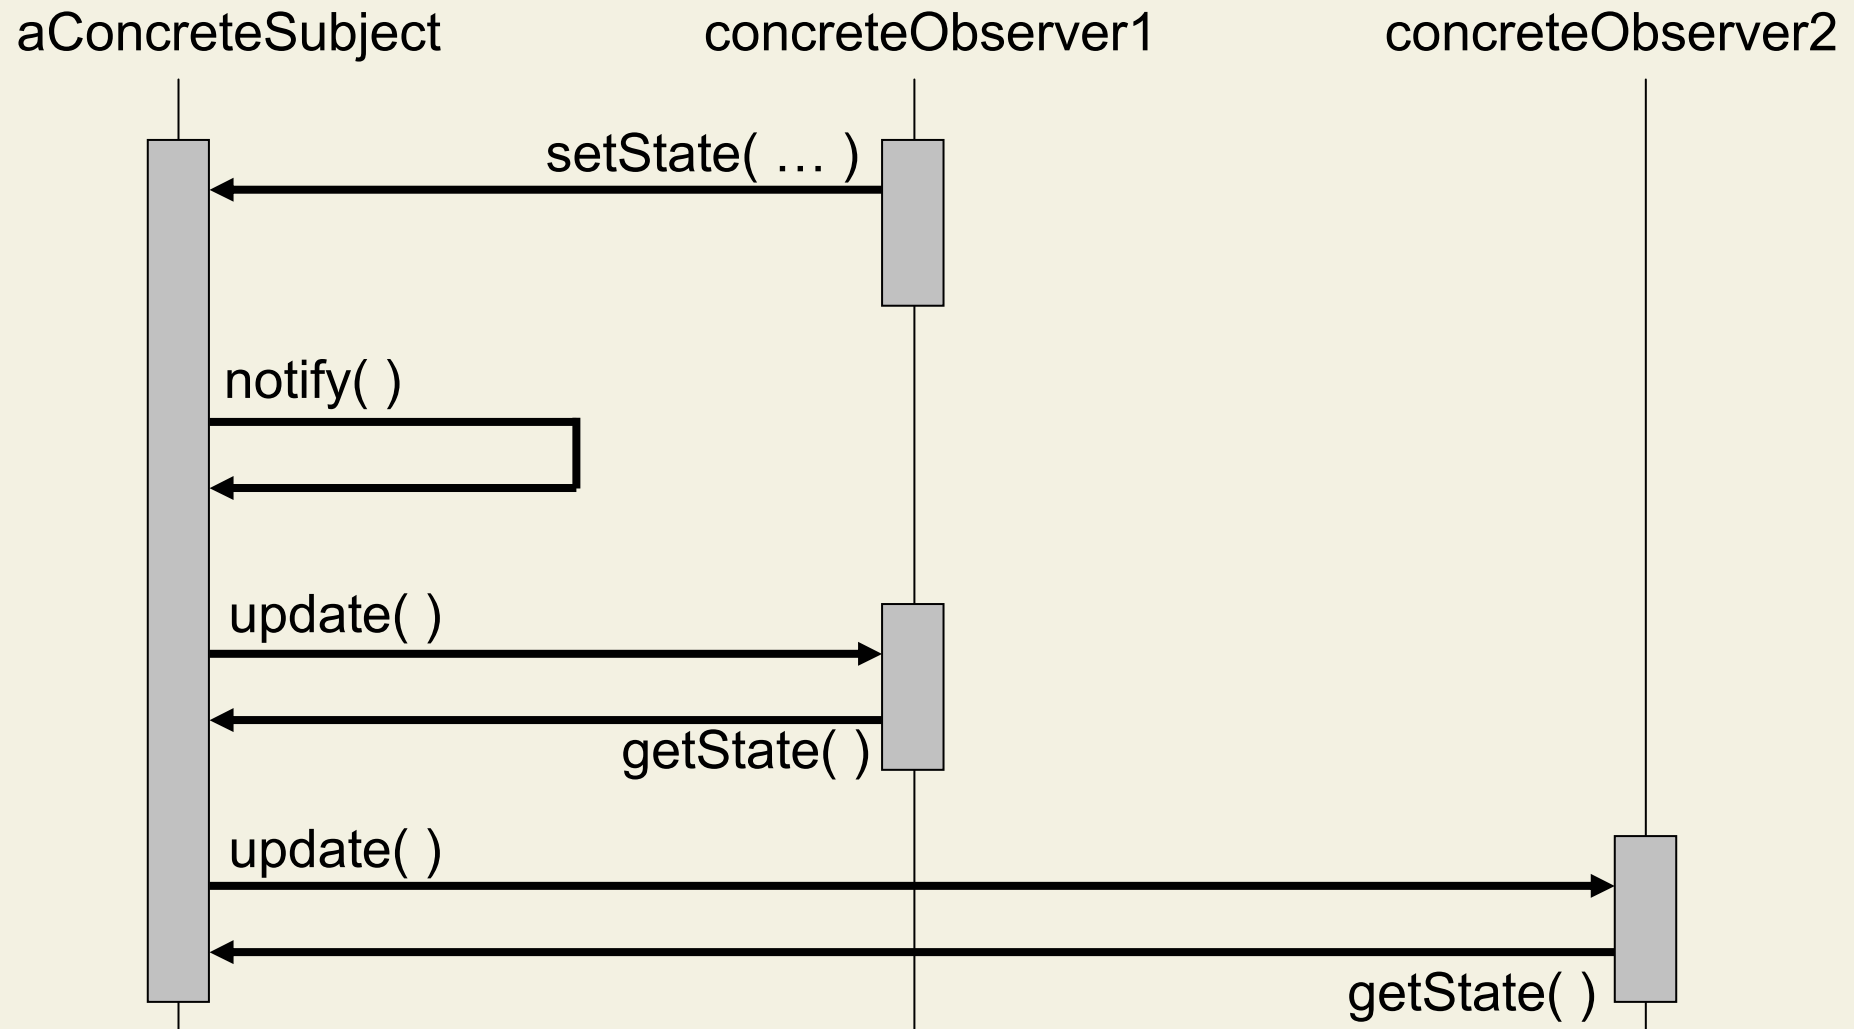 aConcreteSubject
concreteObserver1
concreteObserver2
setState( … )
notify( )
update( )
getState( )
update( )
getState( )